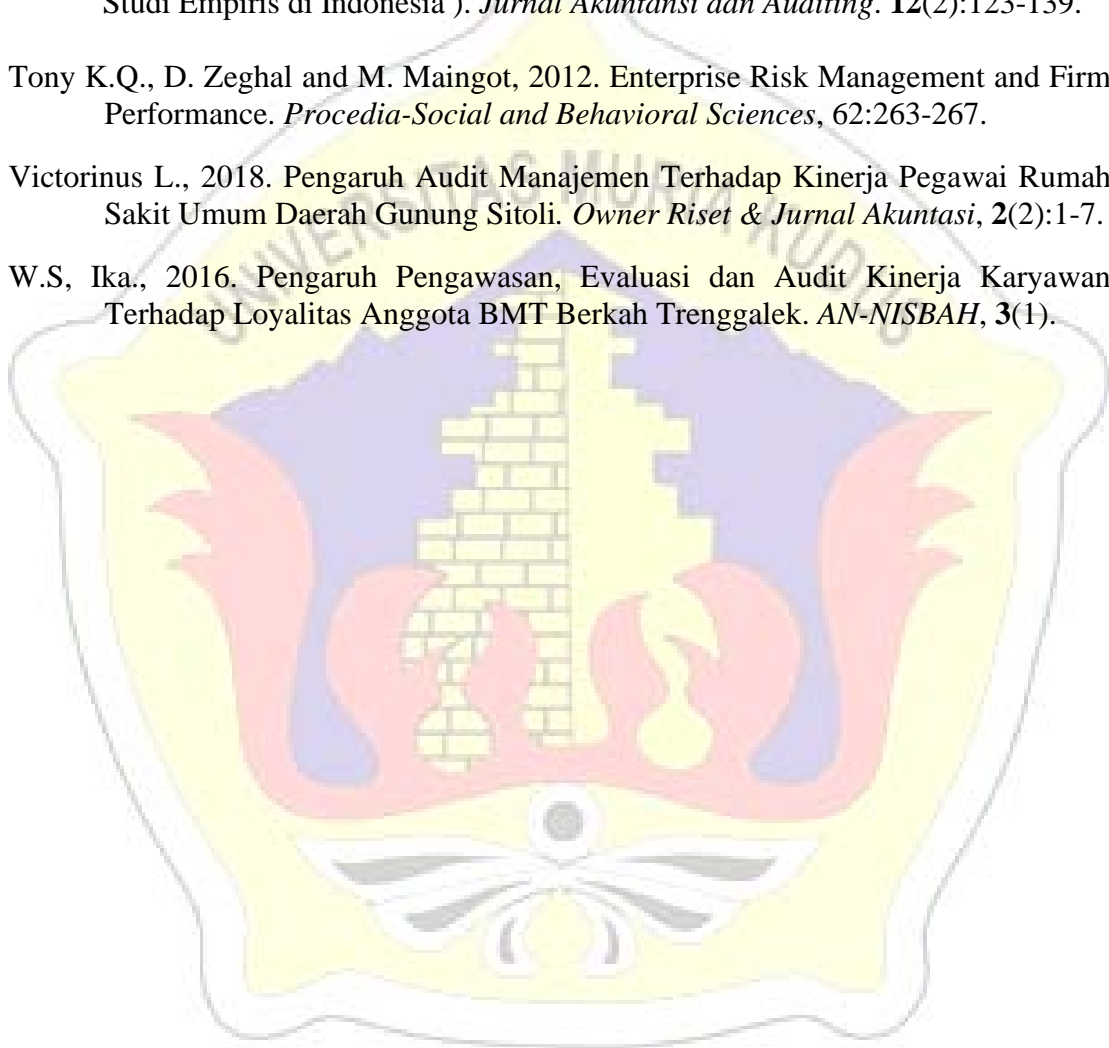 Studi Empiris di Indonesia ). Jurnal Akuntansi dan Auditing. 12(2):123-139.
Tony K.Q., D. Zeghal and M. Maingot, 2012. Enterprise Risk Management and Firm
Performance. Procedia-Social and Behavioral Sciences, 62:263-267.
Victorinus L., 2018. Pengaruh Audit Manajemen Terhadap Kinerja Pegawai Rumah
Sakit Umum Daerah Gunung Sitoli. Owner Riset & Jurnal Akuntasi, 2(2):1-7.
W.S, Ika., 2016. Pengaruh Pengawasan, Evaluasi dan Audit Kinerja Karyawan
Terhadap Loyalitas Anggota BMT Berkah Trenggalek. AN-NISBAH, 3(1).
UNIVERSITAS MURIA KUDUS